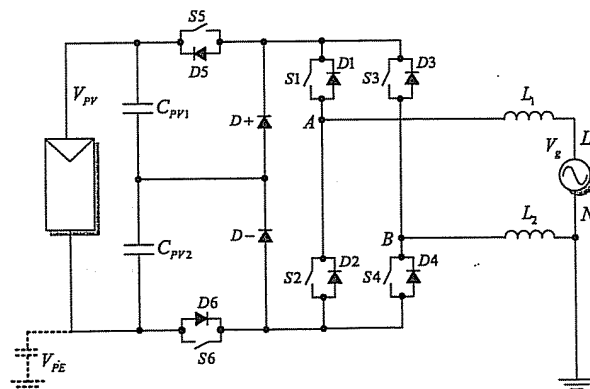 S5
D5
V_PV
C_PV1
D+
S1
D1
S3
D3
A
L_1
V_g
L
N
D−
B
L_2
C_PV2
S2
D2
S4
D4
D6
S6
V_PE